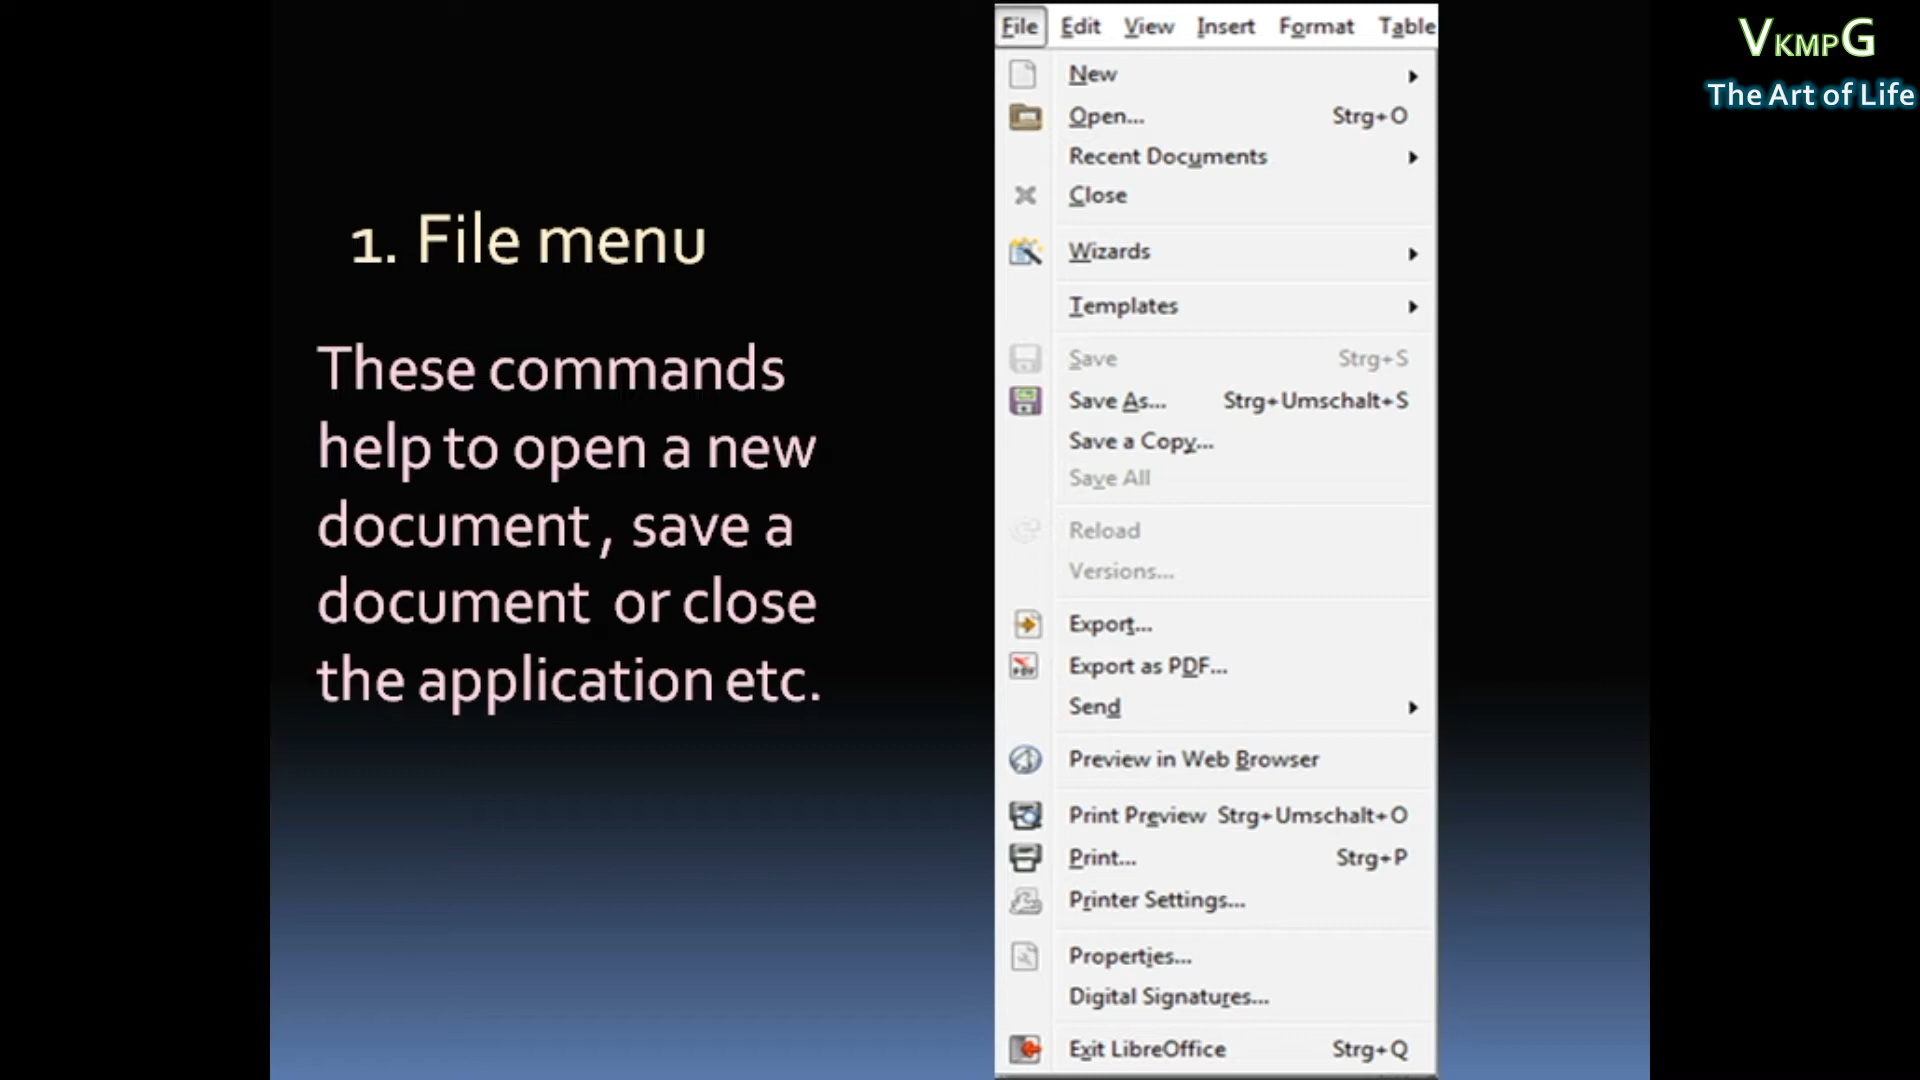 1. File menu
These commands
help to open a new
document , save a
document or close
the application etc.
File Edit View Insert Format Table
New
Open... Strg+O
Recent Documents
Close
Wizards
Templates
Save Strg+S
Save As... Strg+Umschalt+S
Save a Copy...
Save All
Reload
Versions...
Export...
Export as PDF...
Send
Preview in Web Browser
Print Preview Strg+Umschalt+O
Print... Strg+P
Printer Settings...
Properties...
Digital Signatures...
Exit LibreOffice Strg+Q
VKMPG
The Art of Life